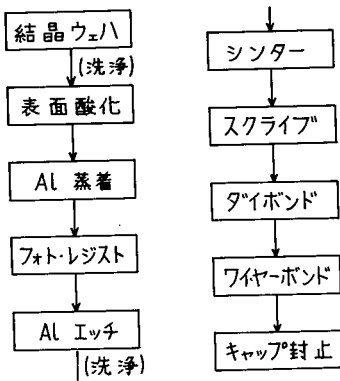 結晶ウェハ
(洗浄)
表面酸化
Al 蒸着
フォト・レジスト
Al エッチ
(洗浄)
シンター
スクライブ
ダイボンド
ワイヤーボンド
キャップ封止